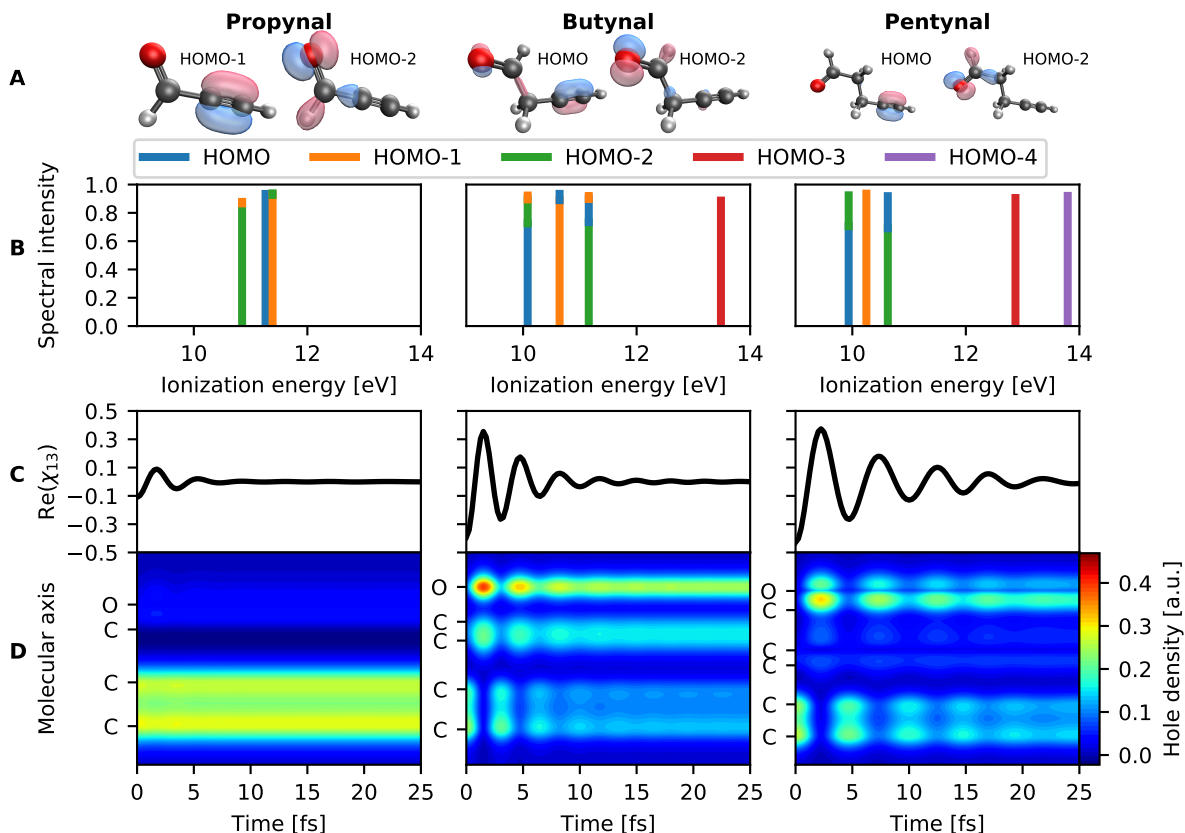 Propynal Butynal Pentynal
A HOMO-1 HOMO-2 HOMO HOMO-2 HOMO HOMO-2
HOMO HOMO-1 HOMO-2 HOMO-3 HOMO-4
B
Spectral intensity
1.0
0.8
0.6
0.4
0.2
0.0
10 12 14 10 12 14 10 12 14
Ionization energy [eV] Ionization energy [eV] Ionization energy [eV]
C
Re(χ₁₃)
0.5
0.3
0.1
−0.1
−0.3
−0.5
D
Molecular axis
O
C
C
C
O
C
C
C
C
O
C
C
C
C
C
0 5 10 15 20 25 0 5 10 15 20 25 0 5 10 15 20 25
Time [fs] Time [fs] Time [fs]
0.4
0.3
0.2
0.1
0.0
Hole density [a.u.]